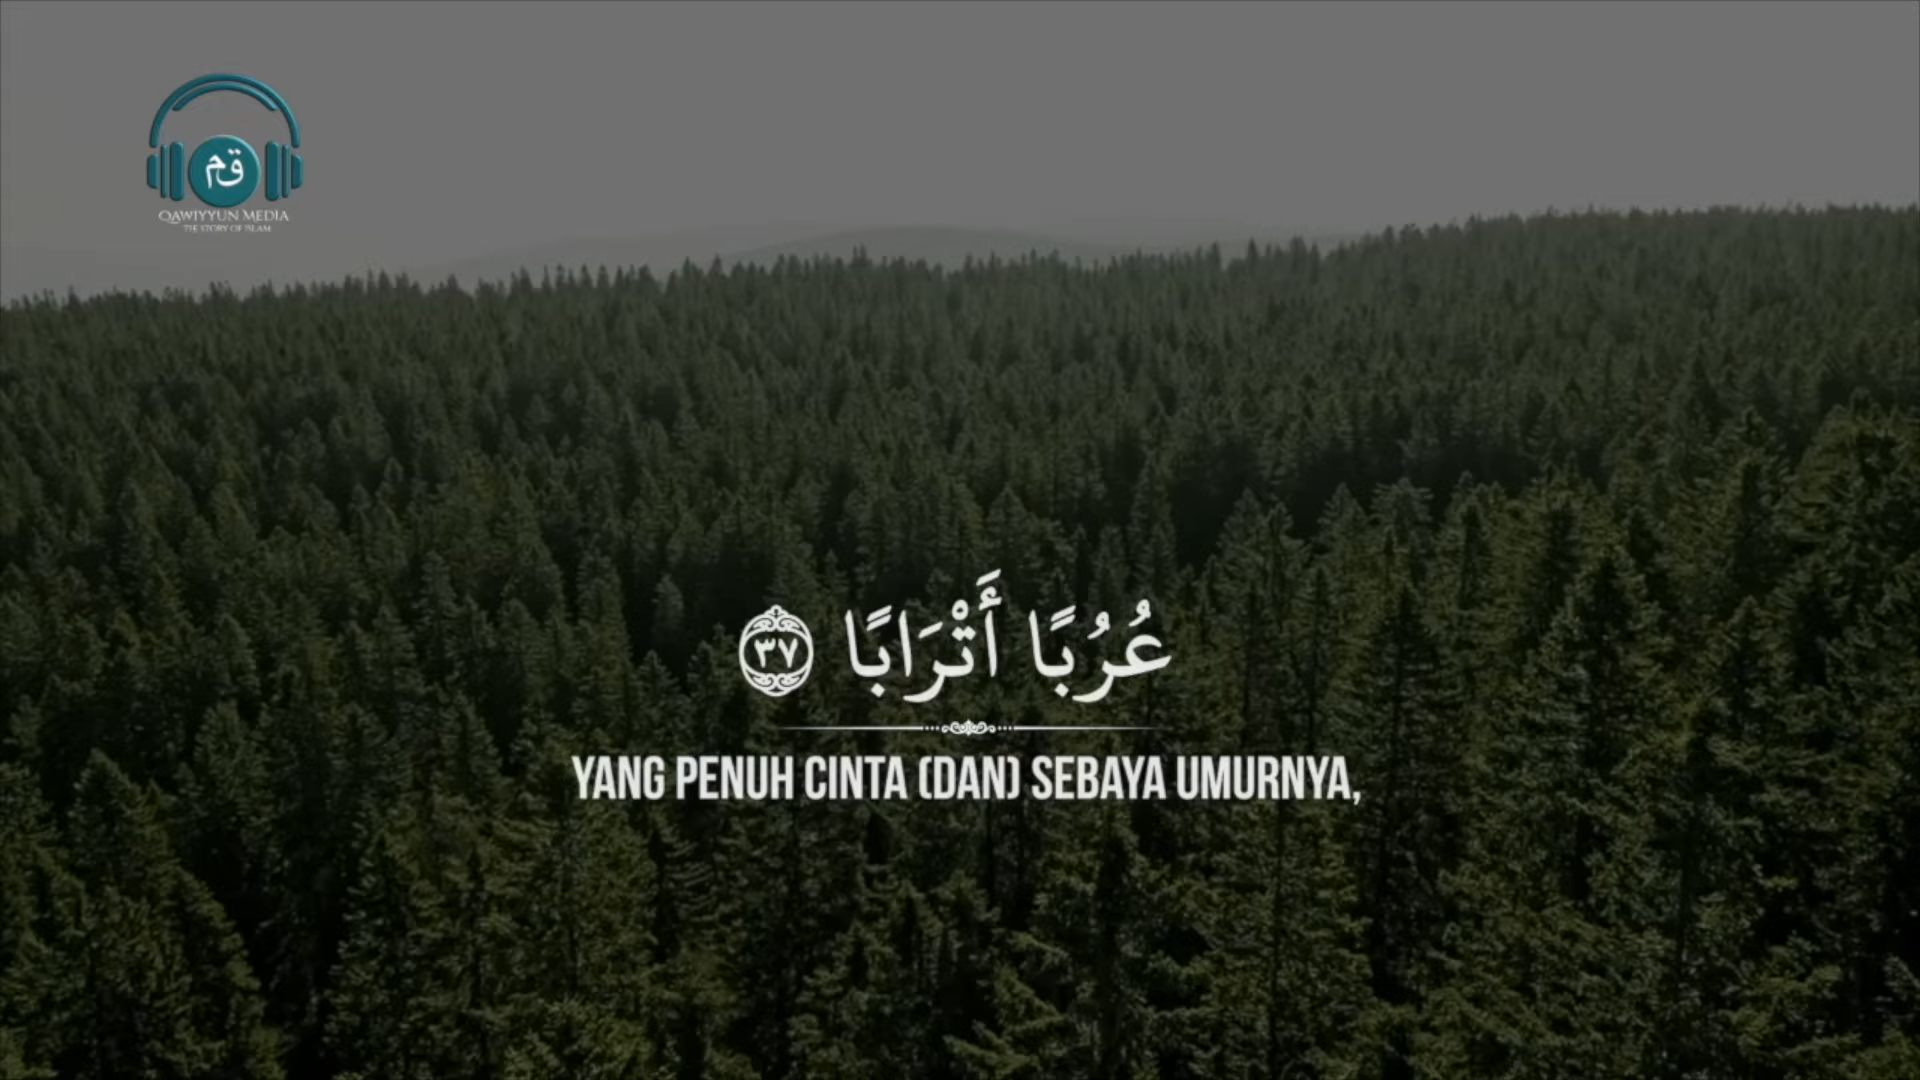 قم
QAWIYYUN MEDIA
THE STORY OF ISLAM
عُرُبًا أَتْرَابًا ٣٧
YANG PENUH CINTA (DAN) SEBAYA UMURNYA,